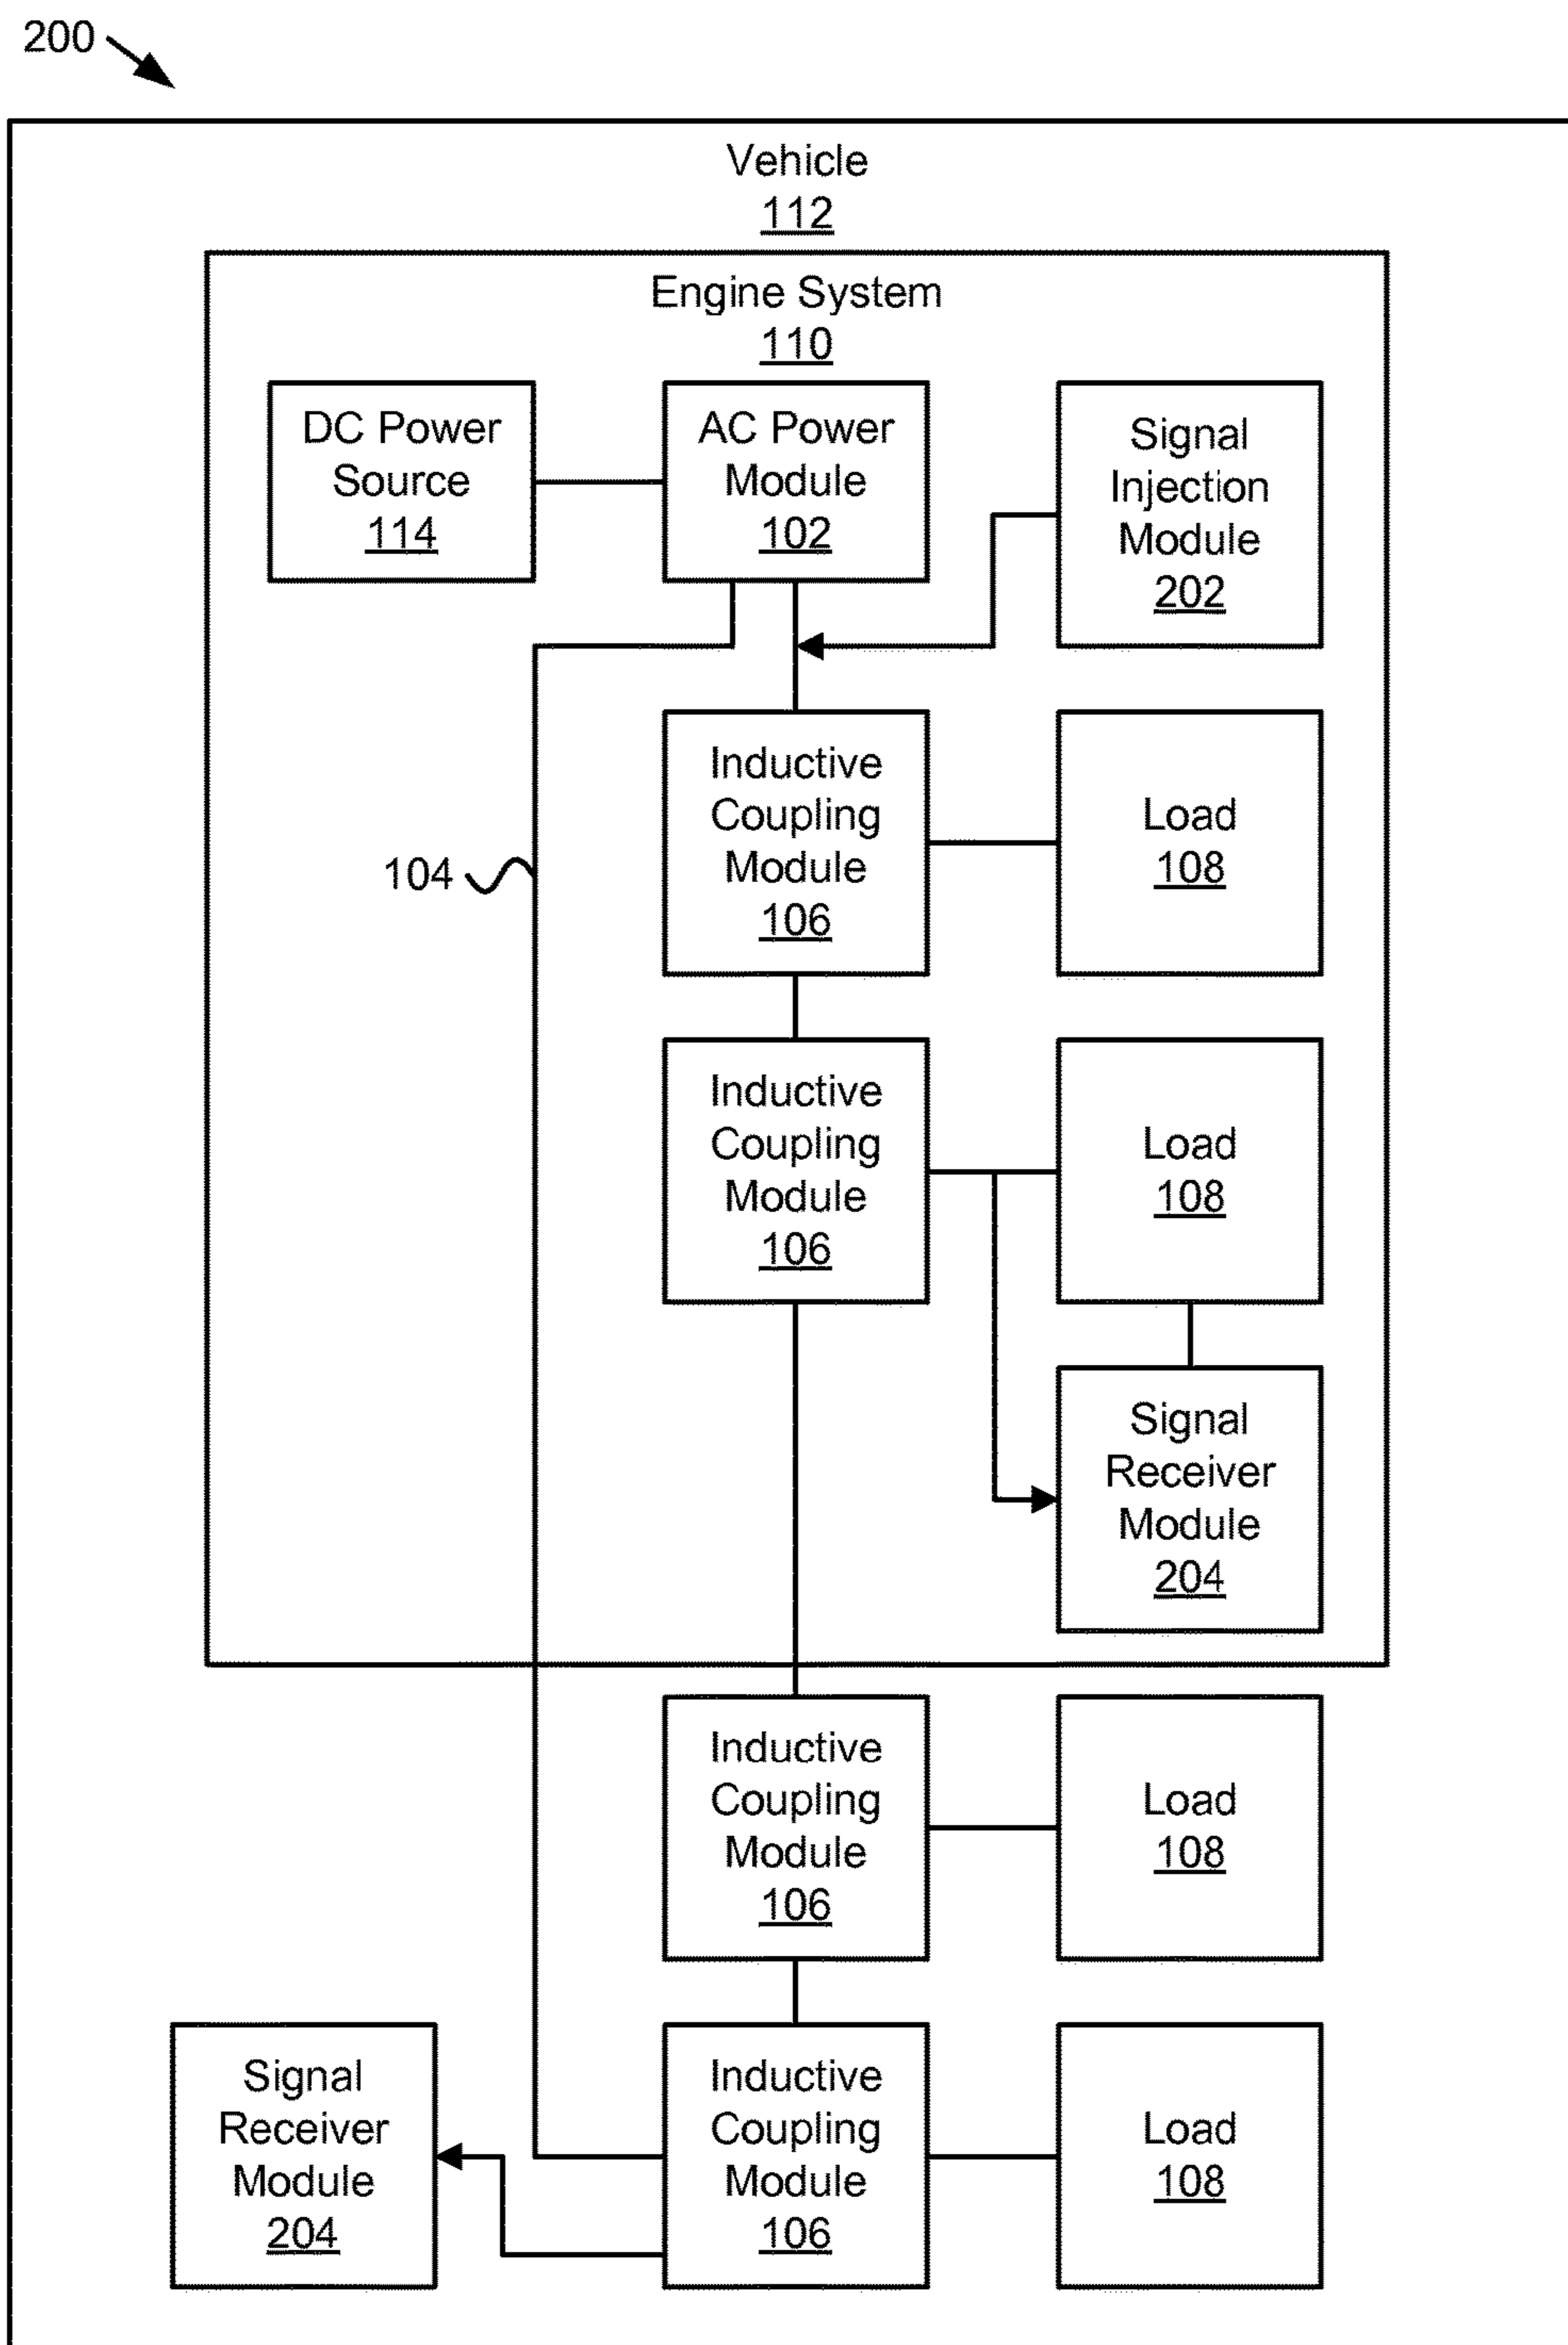 200
Vehicle
112
Engine System
110
DC Power
Source
114
AC Power
Module
102
Signal
Injection
Module
202
104
Inductive
Coupling
Module
106
Load
108
Inductive
Coupling
Module
106
Load
108
Signal
Receiver
Module
204
Inductive
Coupling
Module
106
Load
108
Signal
Receiver
Module
204
Inductive
Coupling
Module
106
Load
108